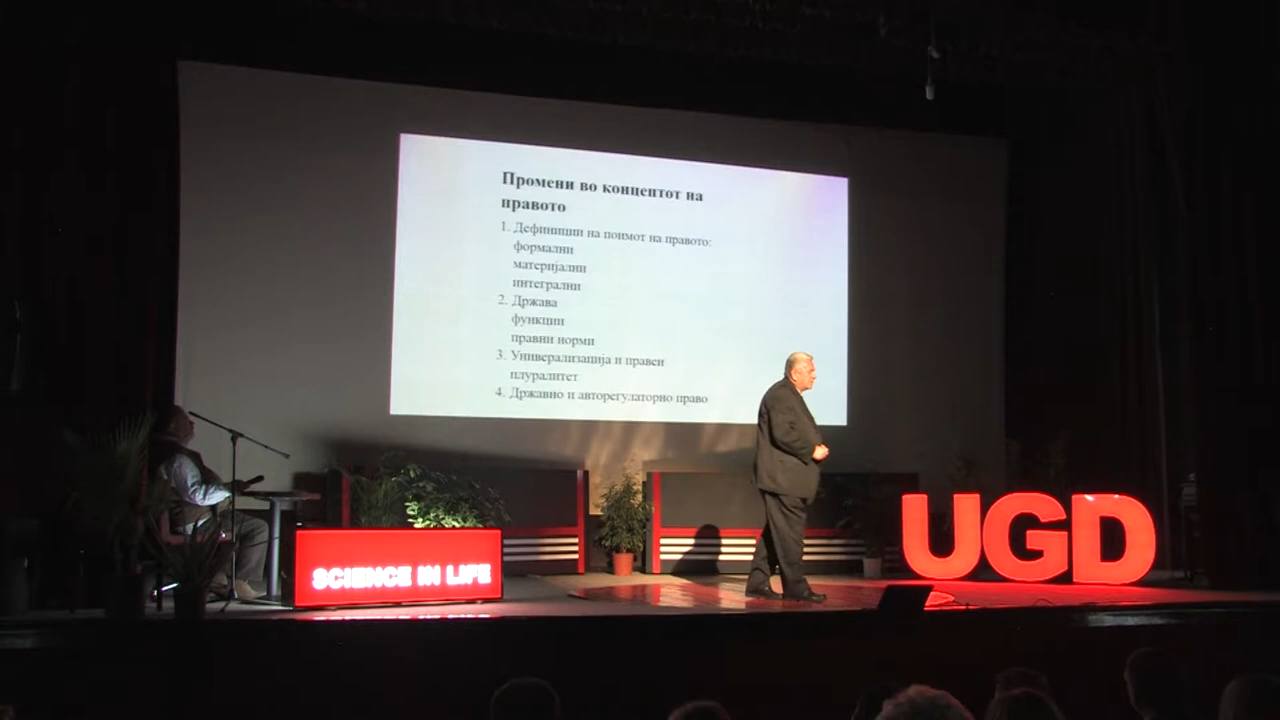 Промени во концептот на
правото
1. Дефиниции на поимот на правото:
формални
материјални
интегрални
2. Држава
функции
правни норми
3. Универализација и правен
плуралитет
4. Државно и авторегулаторно право
SCIENCE IN LIFE
UGD